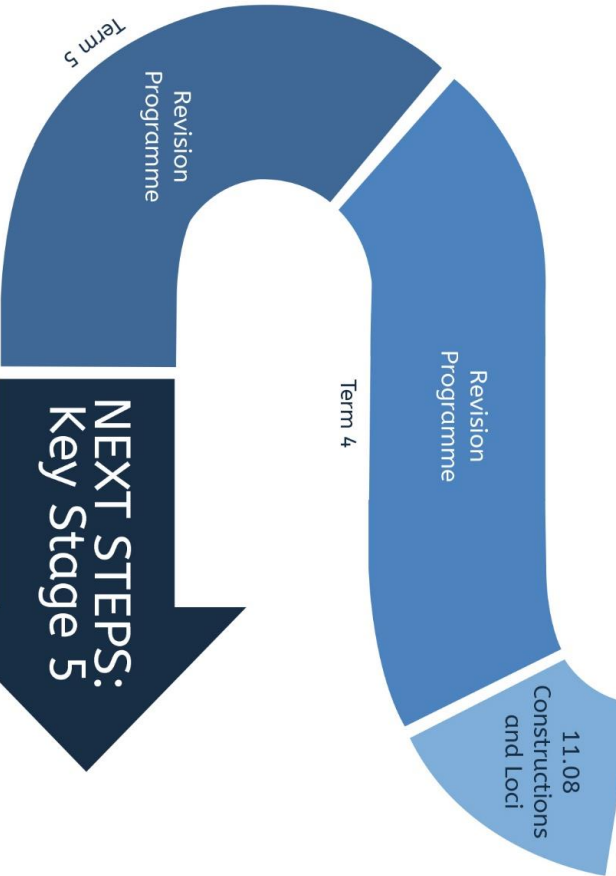 11.08
Constructions
and Loci
Revision
Programme
Term 4
Revision
Programme
Term 5
NEXT STEPS:
Key Stage 5